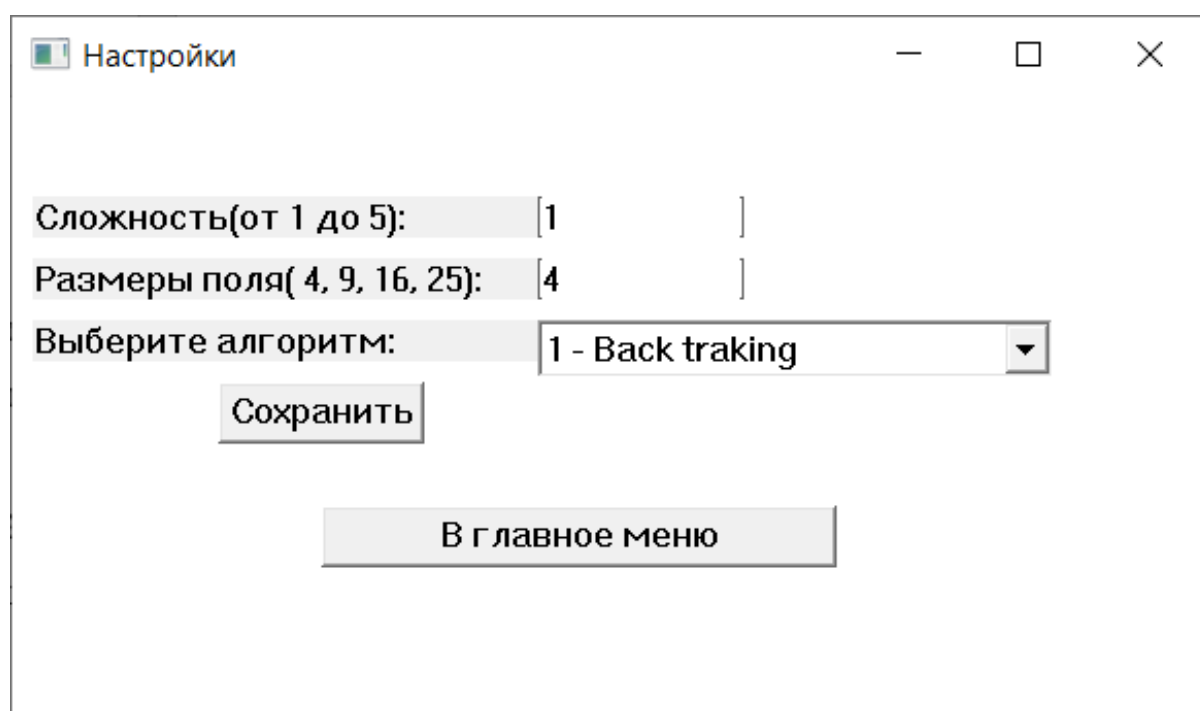 Настройки
Сложность(от 1 до 5): 1
Размеры поля( 4, 9, 16, 25): 4
Выберите алгоритм: 1 - Back traking
Сохранить
В главное меню